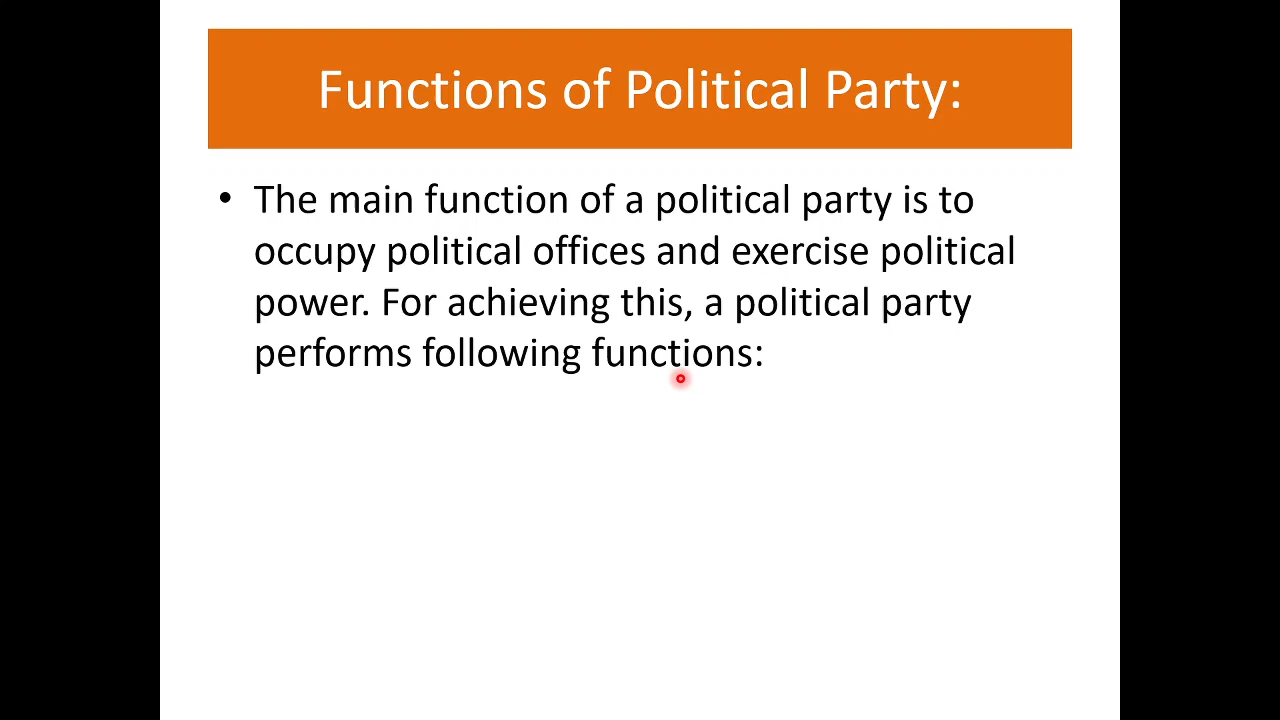 Functions of Political Party:
• The main function of a political party is to
occupy political offices and exercise political
power. For achieving this, a political party
performs following functions: